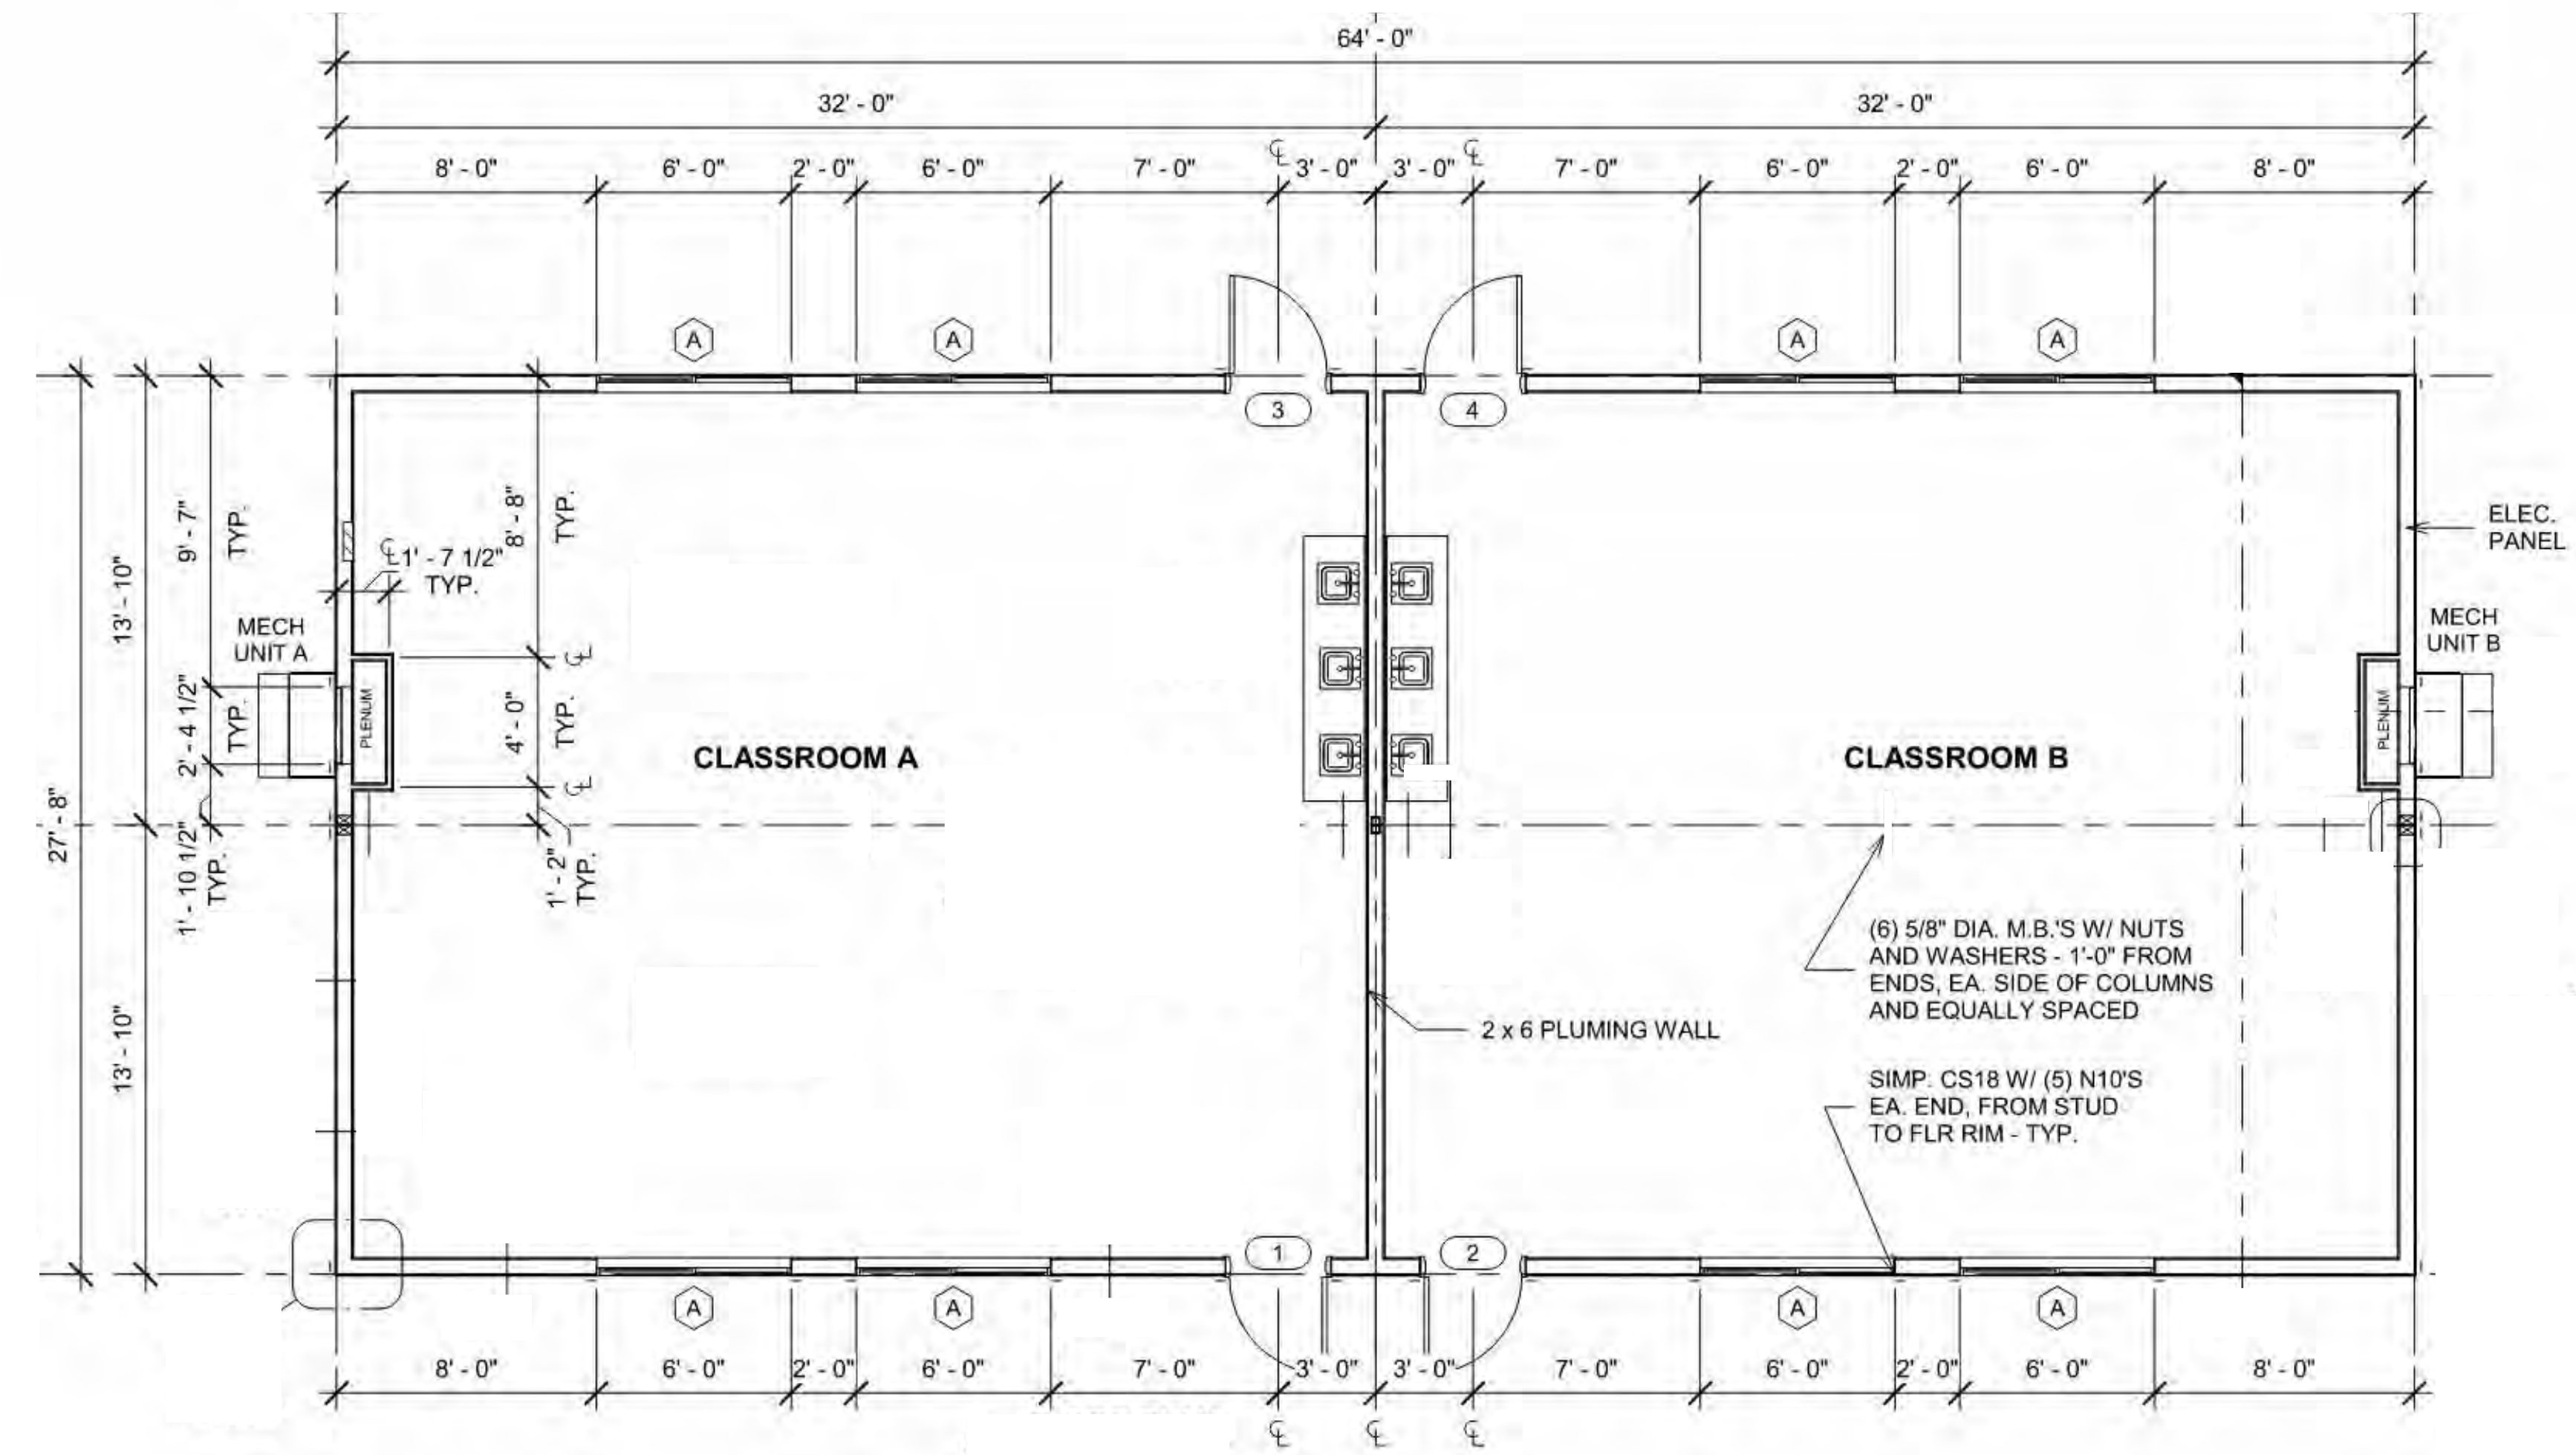 64' - 0"
32' - 0"
32' - 0"
8' - 0"
6' - 0"
2' - 0"
6' - 0"
7' - 0"
℄
3' - 0"
3' - 0"
℄
7' - 0"
6' - 0"
2' - 0"
6' - 0"
8' - 0"
A
A
A
A
3
4
27' - 8"
13' - 10"
13' - 10"
9' - 7"
TYP.
2' - 4 1/2"
TYP.
1' - 10 1/2"
TYP.
MECH
UNIT A
℄
1' - 7 1/2"
TYP.
8' - 8"
TYP.
℄
4' - 0"
TYP.
℄
1' - 2"
TYP.
PLENUM
CLASSROOM A
CLASSROOM B
PLENUM
ELEC.
PANEL
MECH
UNIT B
(6) 5/8" DIA. M.B.'S W/ NUTS
AND WASHERS - 1'-0" FROM
ENDS, EA. SIDE OF COLUMNS
AND EQUALLY SPACED
2 x 6 PLUMING WALL
SIMP. CS18 W/ (5) N10'S
EA. END, FROM STUD
TO FLR RIM - TYP.
1
2
A
A
A
A
8' - 0"
6' - 0"
2' - 0"
6' - 0"
7' - 0"
3' - 0"
3' - 0"
7' - 0"
6' - 0"
2' - 0"
6' - 0"
8' - 0"
℄
℄
℄